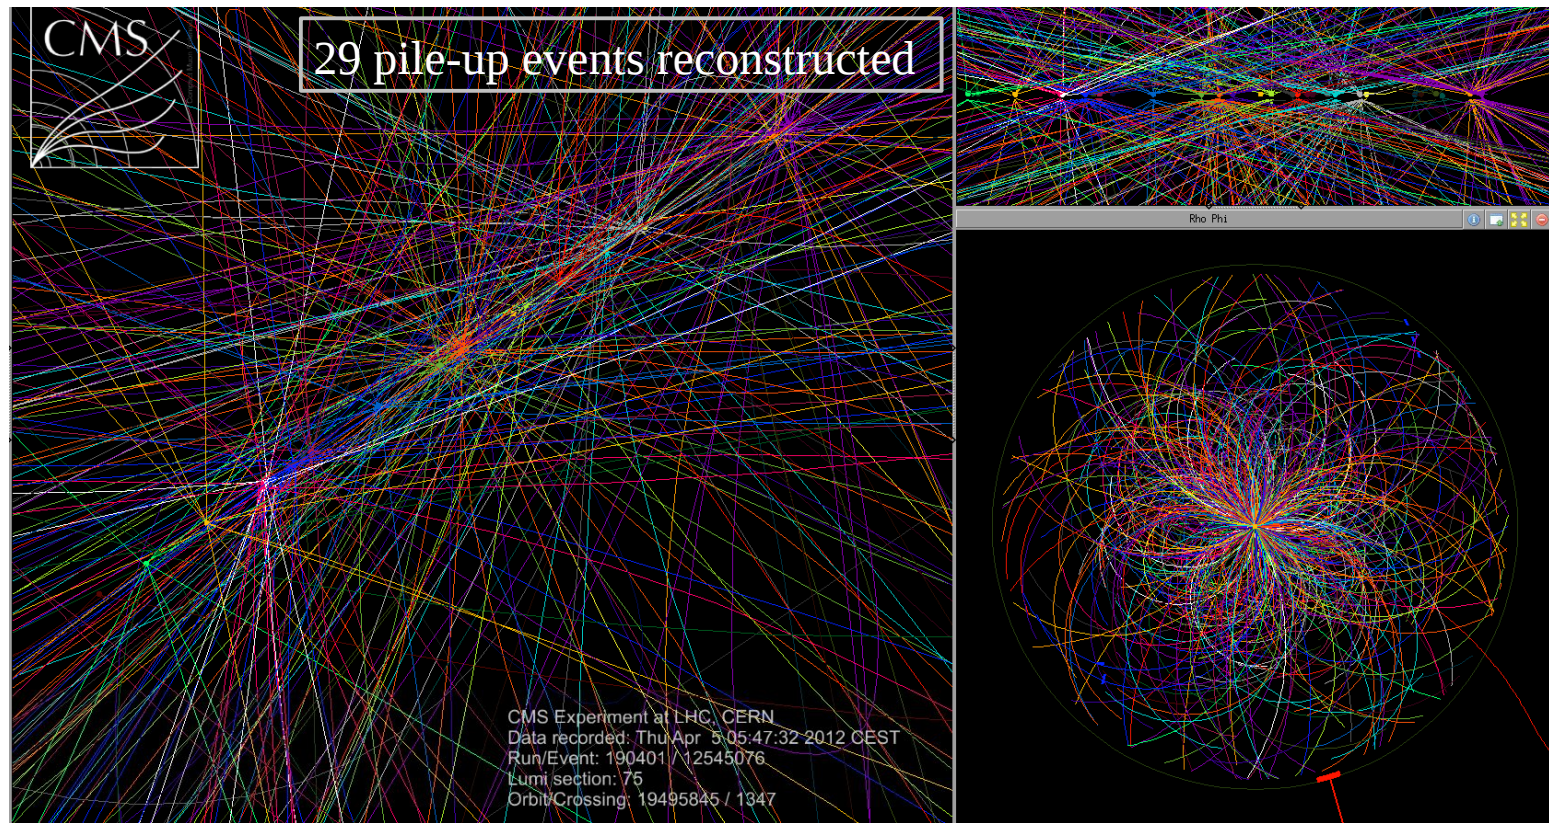 CMS
29 pile-up events reconstructed
Rho Phi
CMS Experiment at LHC, CERN
Data recorded: Thu Apr  5 05:47:32 2012 CEST
Run/Event: 190401 / 12545076
Lumi section: 75
Orbit/Crossing: 19495845 / 1347